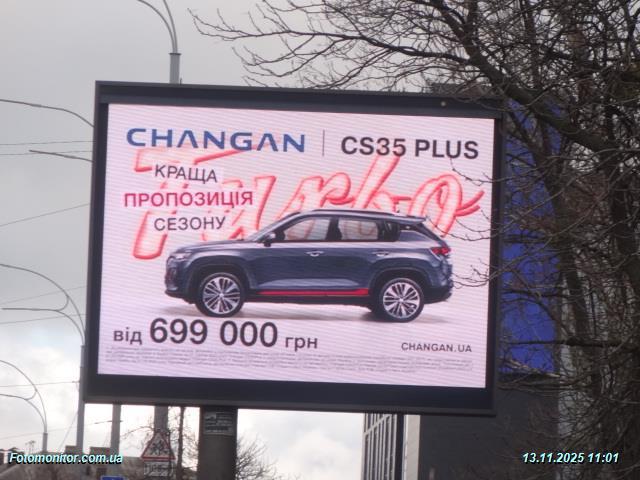 CHANGAN | CS35 PLUS
Turbo
КРАЩА
ПРОПОЗИЦІЯ
СЕЗОНУ
від 699 000 грн
CHANGAN.UA
Fotomonitor.com.ua
13.11.2025 11:01